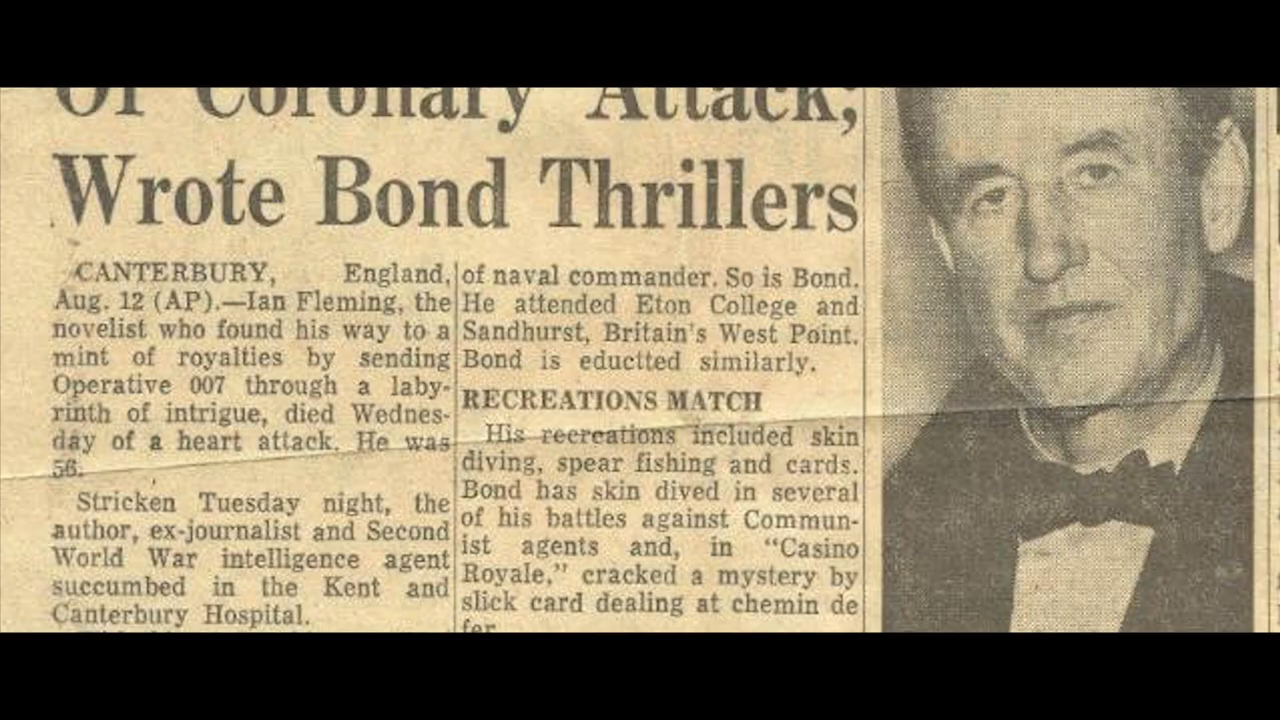 Of Coronary Attack;
Wrote Bond Thrillers
CANTERBURY, England,
Aug. 12 (AP).—Ian Fleming, the
novelist who found his way to a
mint of royalties by sending
Operative 007 through a laby-
rinth of intrigue, died Wednes-
day of a heart attack. He was
56.
Stricken Tuesday night, the
author, ex-journalist and Second
World War intelligence agent
succumbed in the Kent and
Canterbury Hospital.
of naval commander. So is Bond.
He attended Eton College and
Sandhurst, Britain's West Point.
Bond is eductted similarly.
RECREATIONS MATCH
His recreations included skin
diving, spear fishing and cards.
Bond has skin dived in several
of his battles against Commun-
ist agents and, in "Casino
Royale," cracked a mystery by
slick card dealing at chemin de
fer